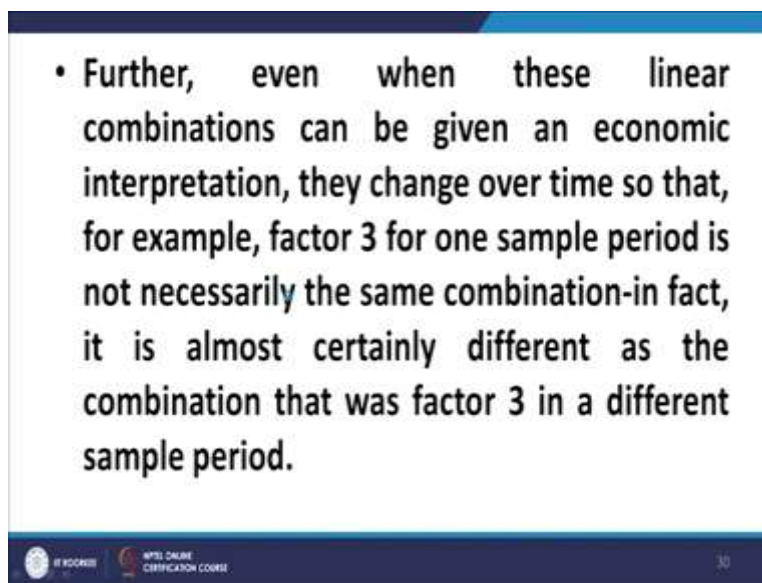 • Further, even when these linear
combinations can be given an economic
interpretation, they change over time so that,
for example, factor 3 for one sample period is
not necessarily the same combination-in fact,
it is almost certainly different as the
combination that was factor 3 in a different
sample period.
IIT ROORKEE
NPTEL ONLINE
CERTIFICATION COURSE
30